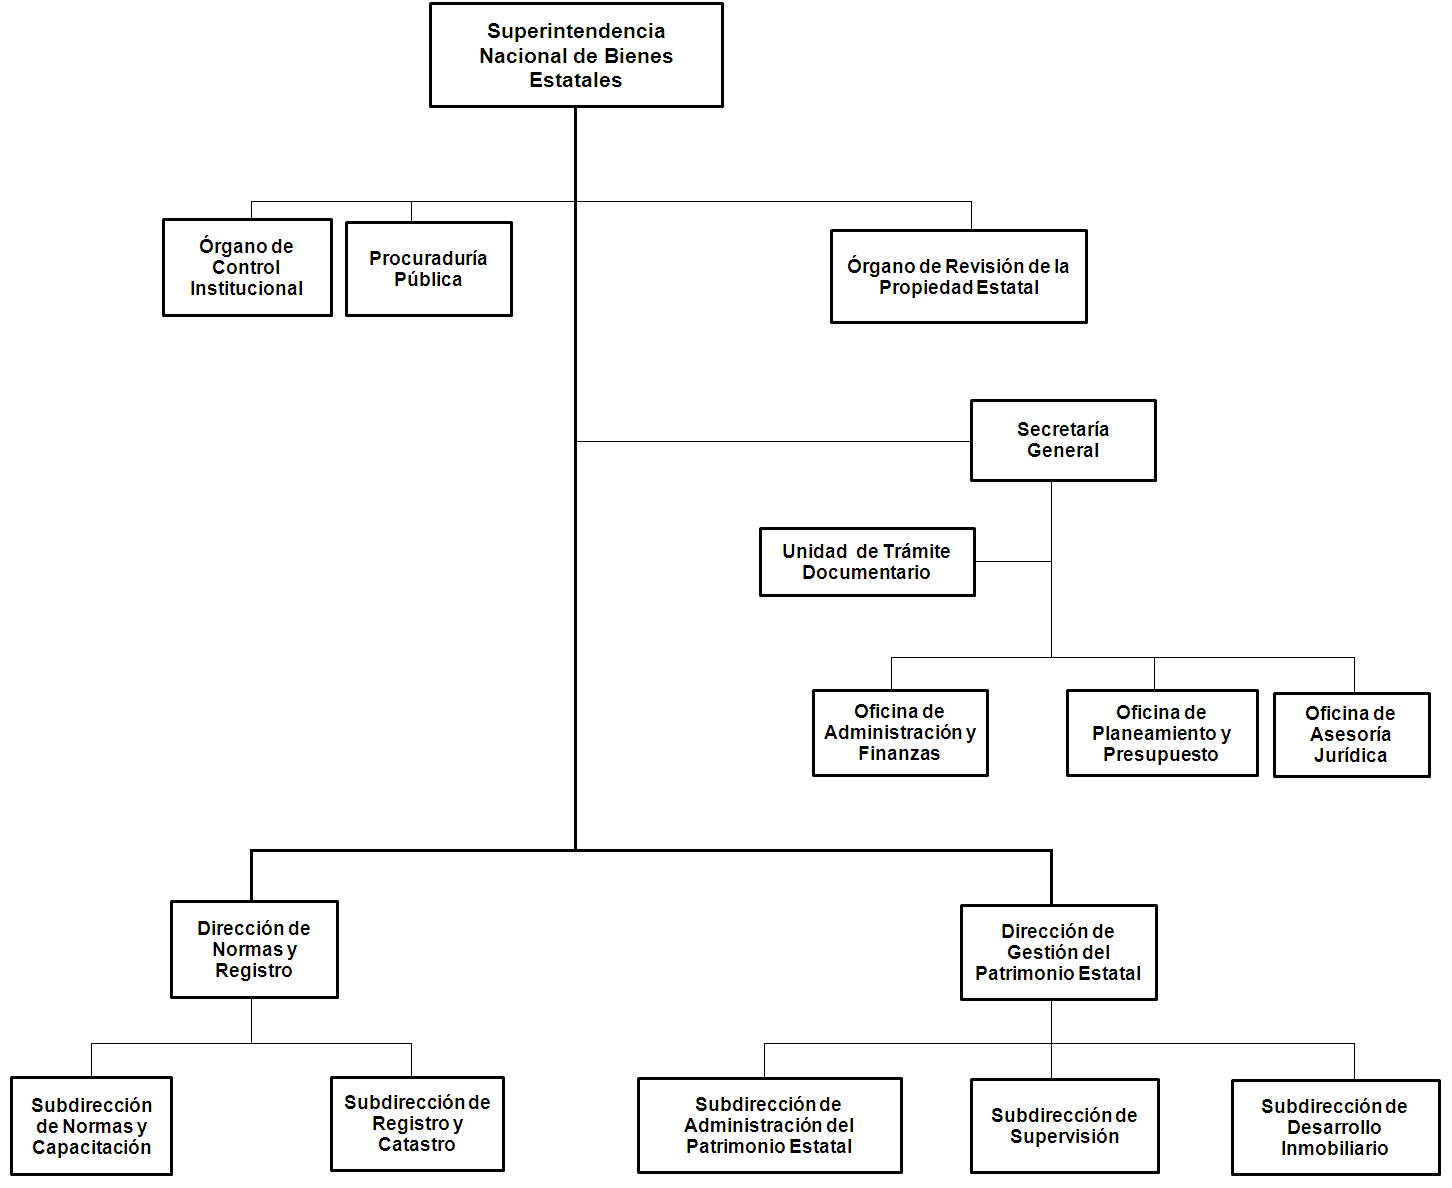 Superintendencia
Nacional de Bienes
Estatales
Órgano de
Control
Institucional
Procuraduría
Pública
Órgano de Revisión de la
Propiedad Estatal
Secretaría
General
Unidad de Trámite
Documentario
Oficina de
Administración y
Finanzas
Oficina de
Planeamiento y
Presupuesto
Oficina de
Asesoría
Jurídica
Dirección de
Normas y
Registro
Dirección de
Gestión del
Patrimonio Estatal
Subdirección
de Normas y
Capacitación
Subdirección de
Registro y
Catastro
Subdirección de
Administración del
Patrimonio Estatal
Subdirección de
Supervisión
Subdirección de
Desarrollo
Inmobiliario